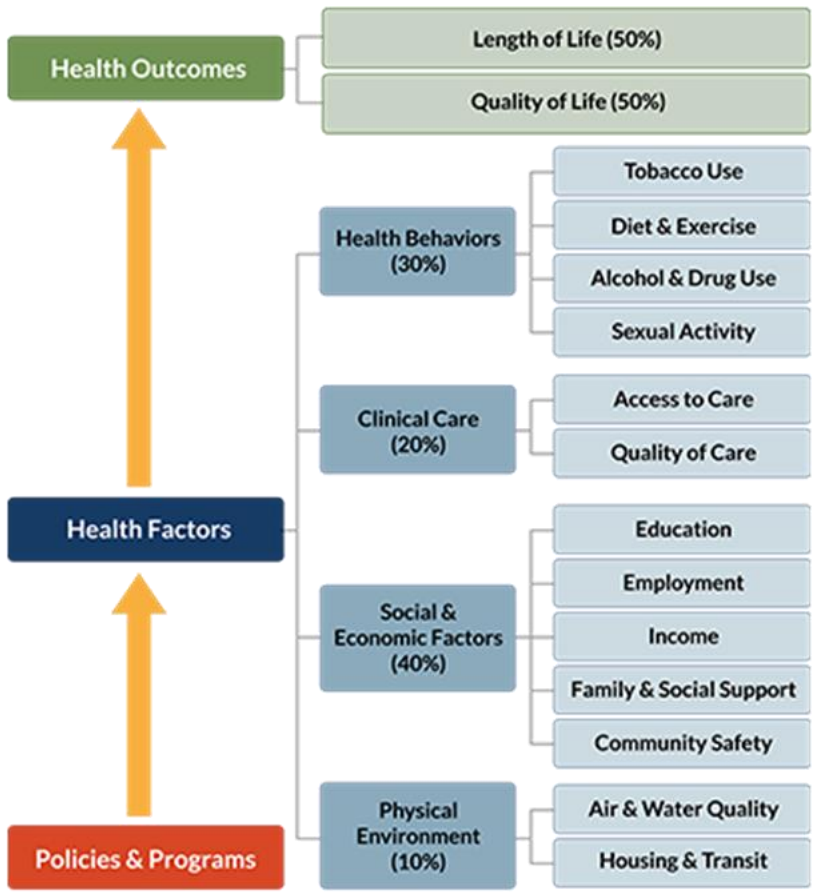 Health Outcomes
Length of Life (50%)
Quality of Life (50%)
Health Factors
Health Behaviors
(30%)
Tobacco Use
Diet & Exercise
Alcohol & Drug Use
Sexual Activity
Clinical Care
(20%)
Access to Care
Quality of Care
Social &
Economic Factors
(40%)
Education
Employment
Income
Family & Social Support
Community Safety
Physical
Environment
(10%)
Air & Water Quality
Housing & Transit
Policies & Programs